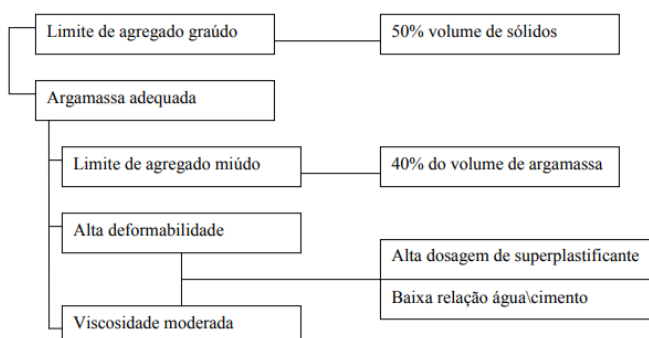 Limite de agregado graúdo
50% volume de sólidos
Argamassa adequada
Limite de agregado miúdo
40% do volume de argamassa
Alta deformabilidade
Alta dosagem de superplastificante
Baixa relação água\cimento
Viscosidade moderada